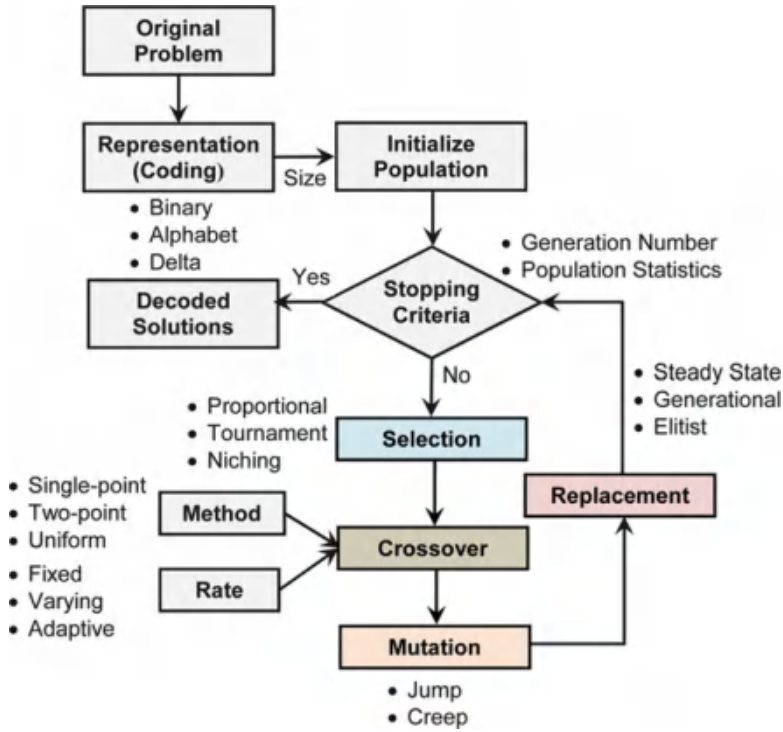 Original
Problem
Representation
(Coding)
Size
Initialize
Population
• Binary
• Alphabet
• Delta
• Generation Number
• Population Statistics
Yes
Decoded
Solutions
Stopping
Criteria
No
• Steady State
• Generational
• Elitist
• Proportional
• Tournament
• Niching
Selection
• Single-point
• Two-point
• Uniform
Method
Replacement
Crossover
• Fixed
• Varying
• Adaptive
Rate
Mutation
• Jump
• Creep